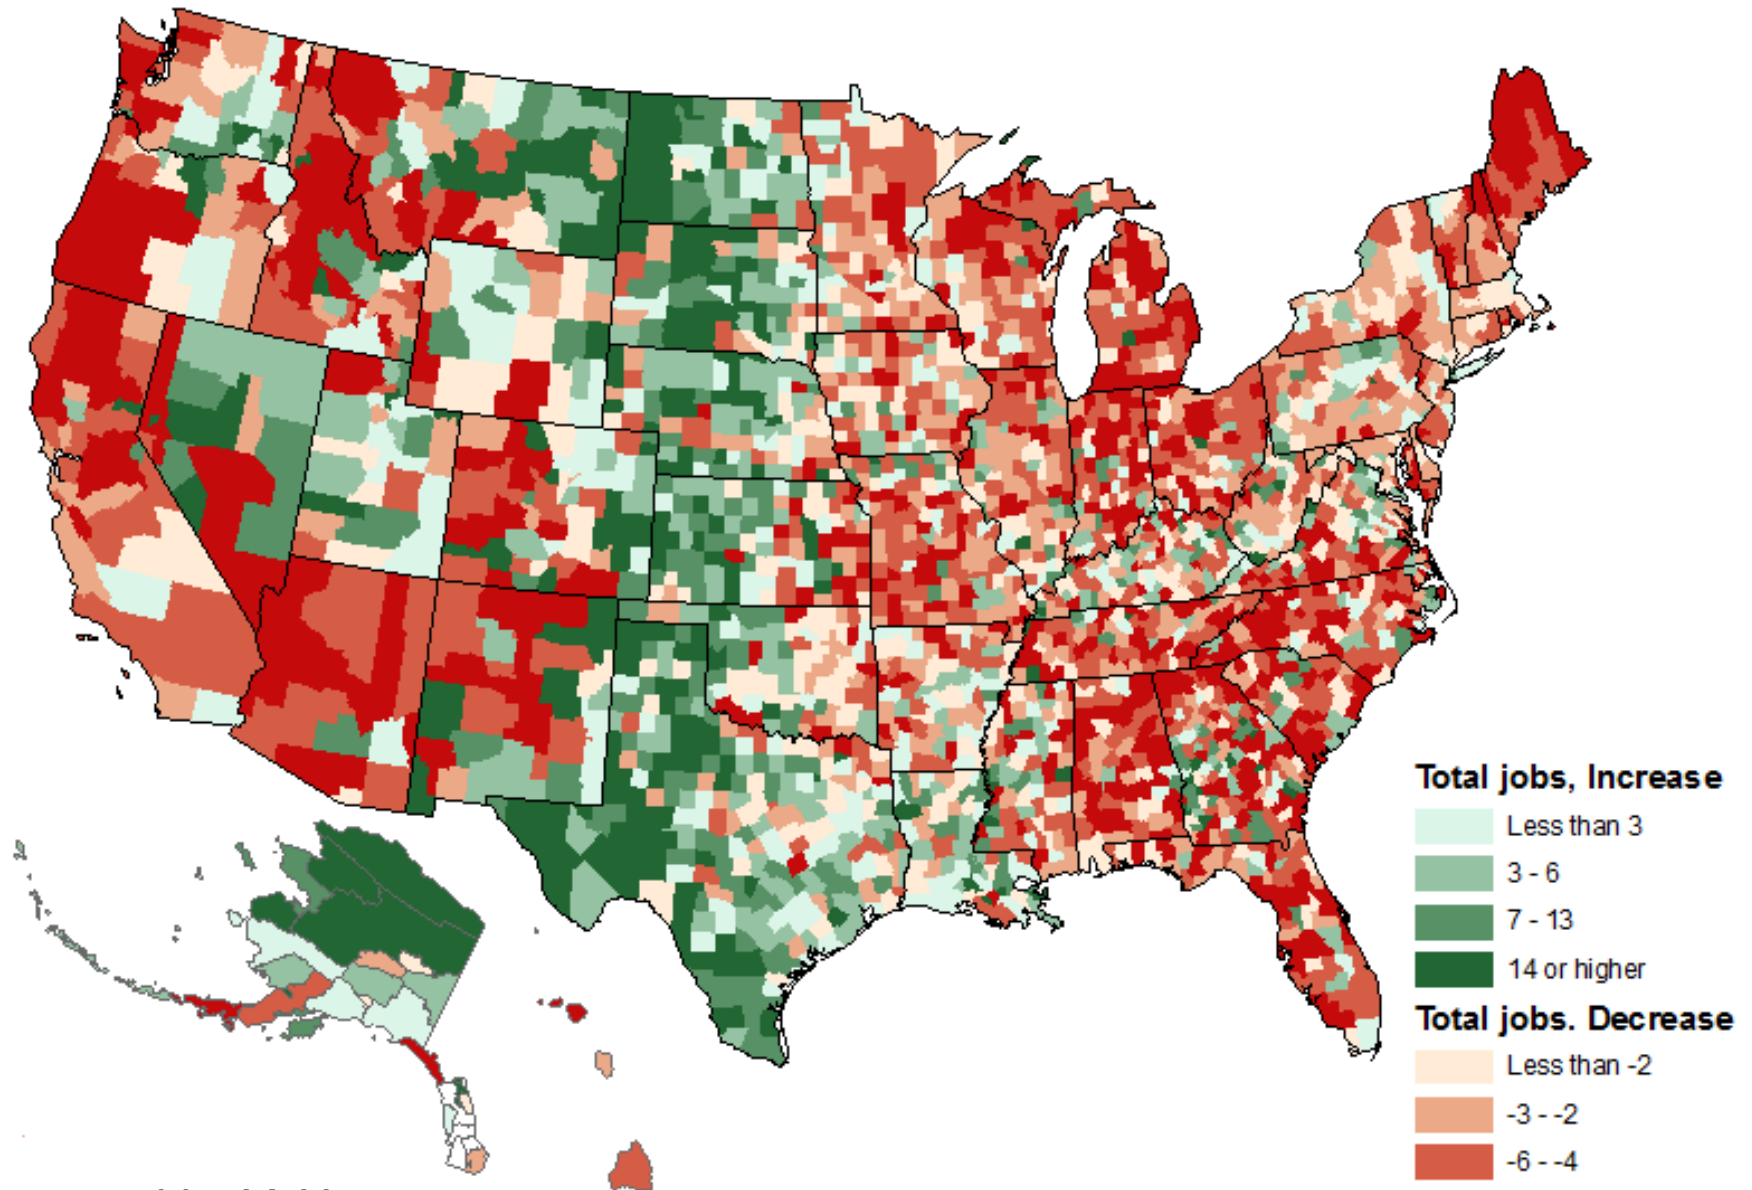 Total jobs, Increase
Less than 3
3 - 6
7 - 13
14 or higher
Total jobs. Decrease
Less than -2
-3 - -2
-6 - -4